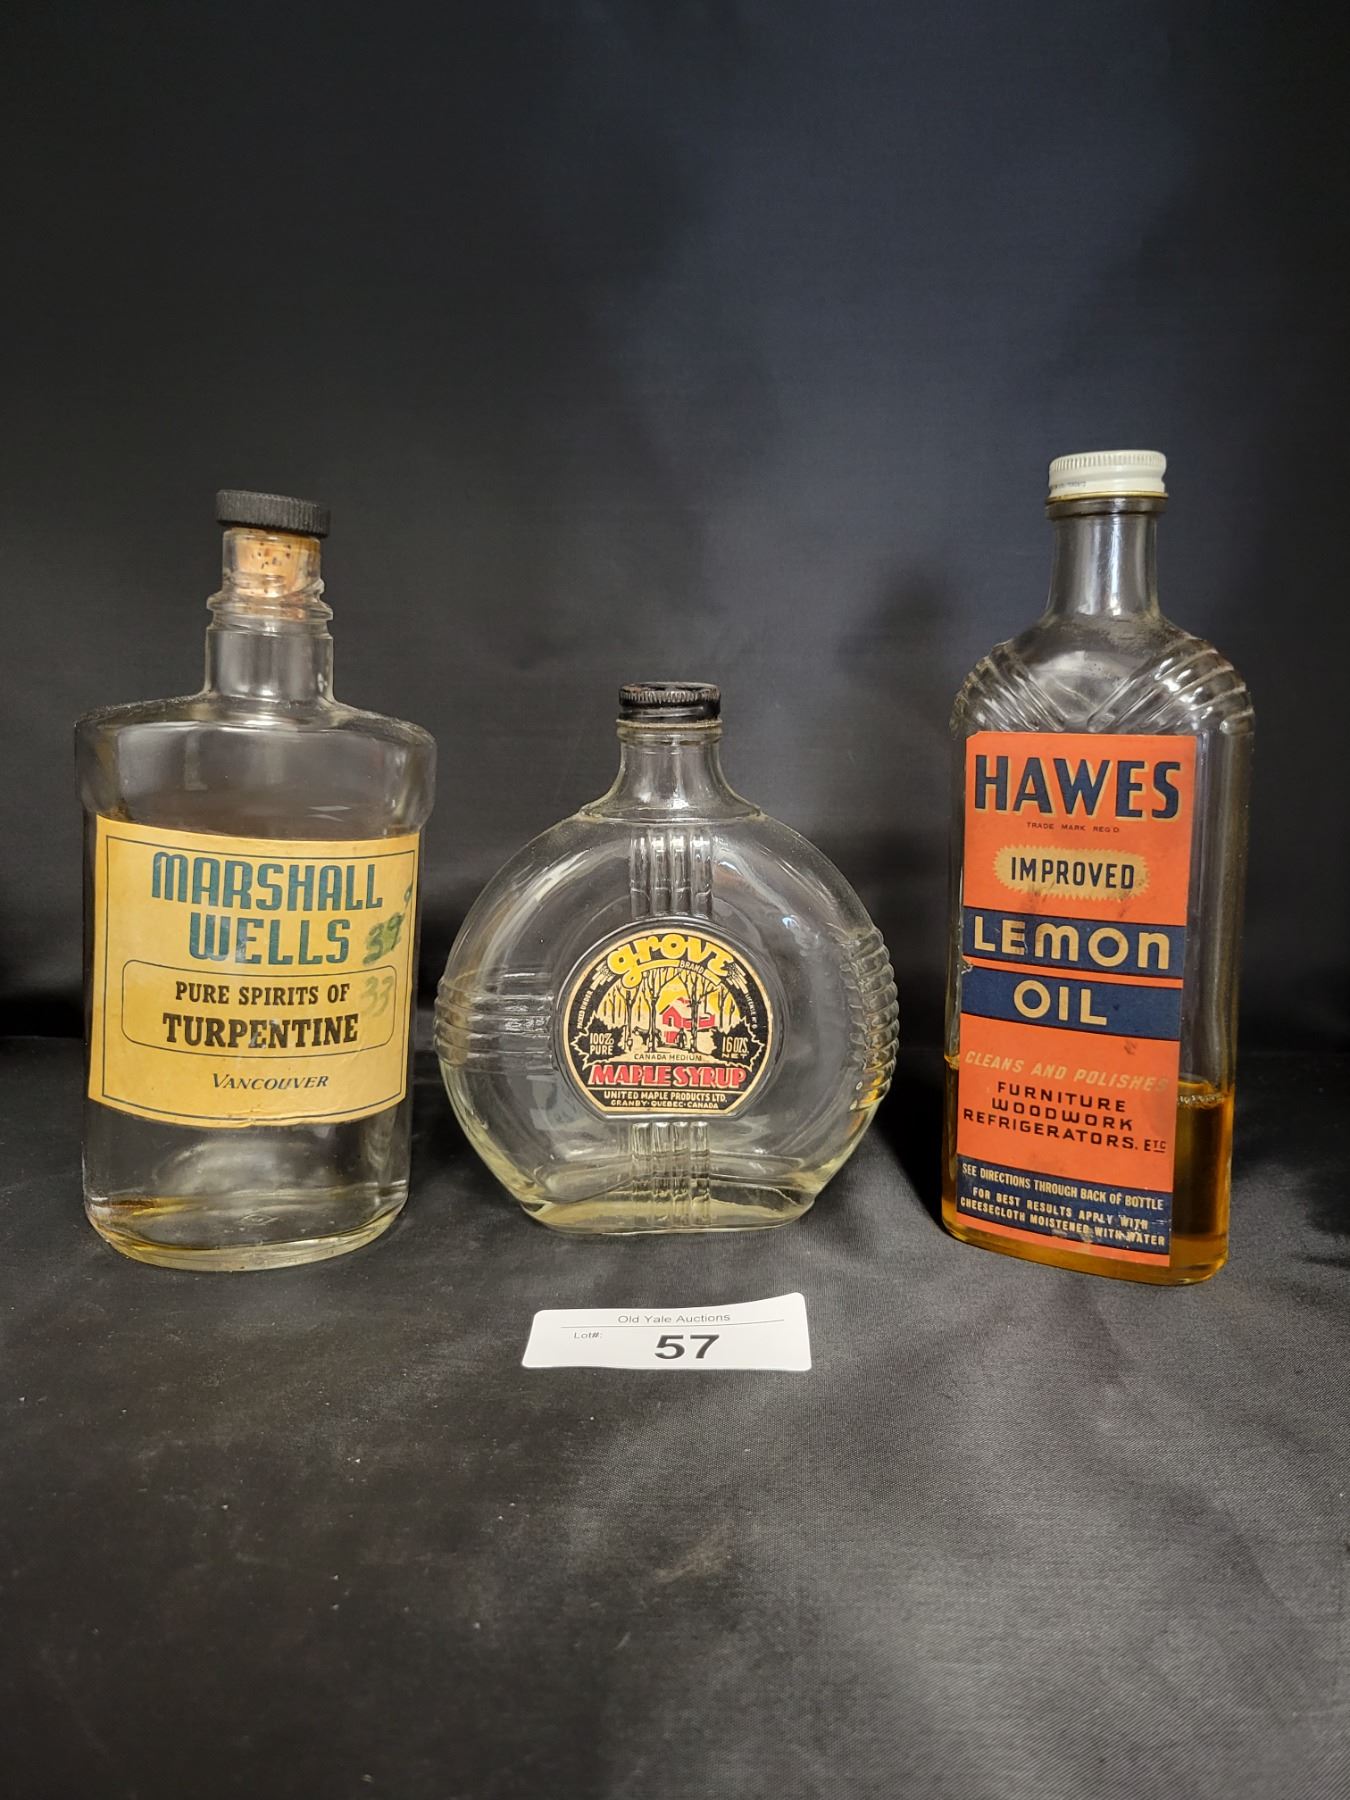 MARSHALL
WELLS
39
33
PURE SPIRITS OF
TURPENTINE
VANCOUVER
grove
BRAND
100%
PURE
16 OZS.
CANADA MEDIUM
MAPLE SYRUP
UNITED MAPLE PRODUCTS LTD.
GRANBY·QUEBEC·CANADA
HAWES
TRADE MARK REG'D
IMPROVED
LEMON
OIL
CLEANS AND POLISHES
FURNITURE
WOODWORK
REFRIGERATORS, ETC
SEE DIRECTIONS THROUGH BACK OF BOTTLE
FOR BEST RESULTS APPLY WITH
CHEESECLOTH MOISTENED WITH WATER
Old Yale Auctions
Lot#:
57